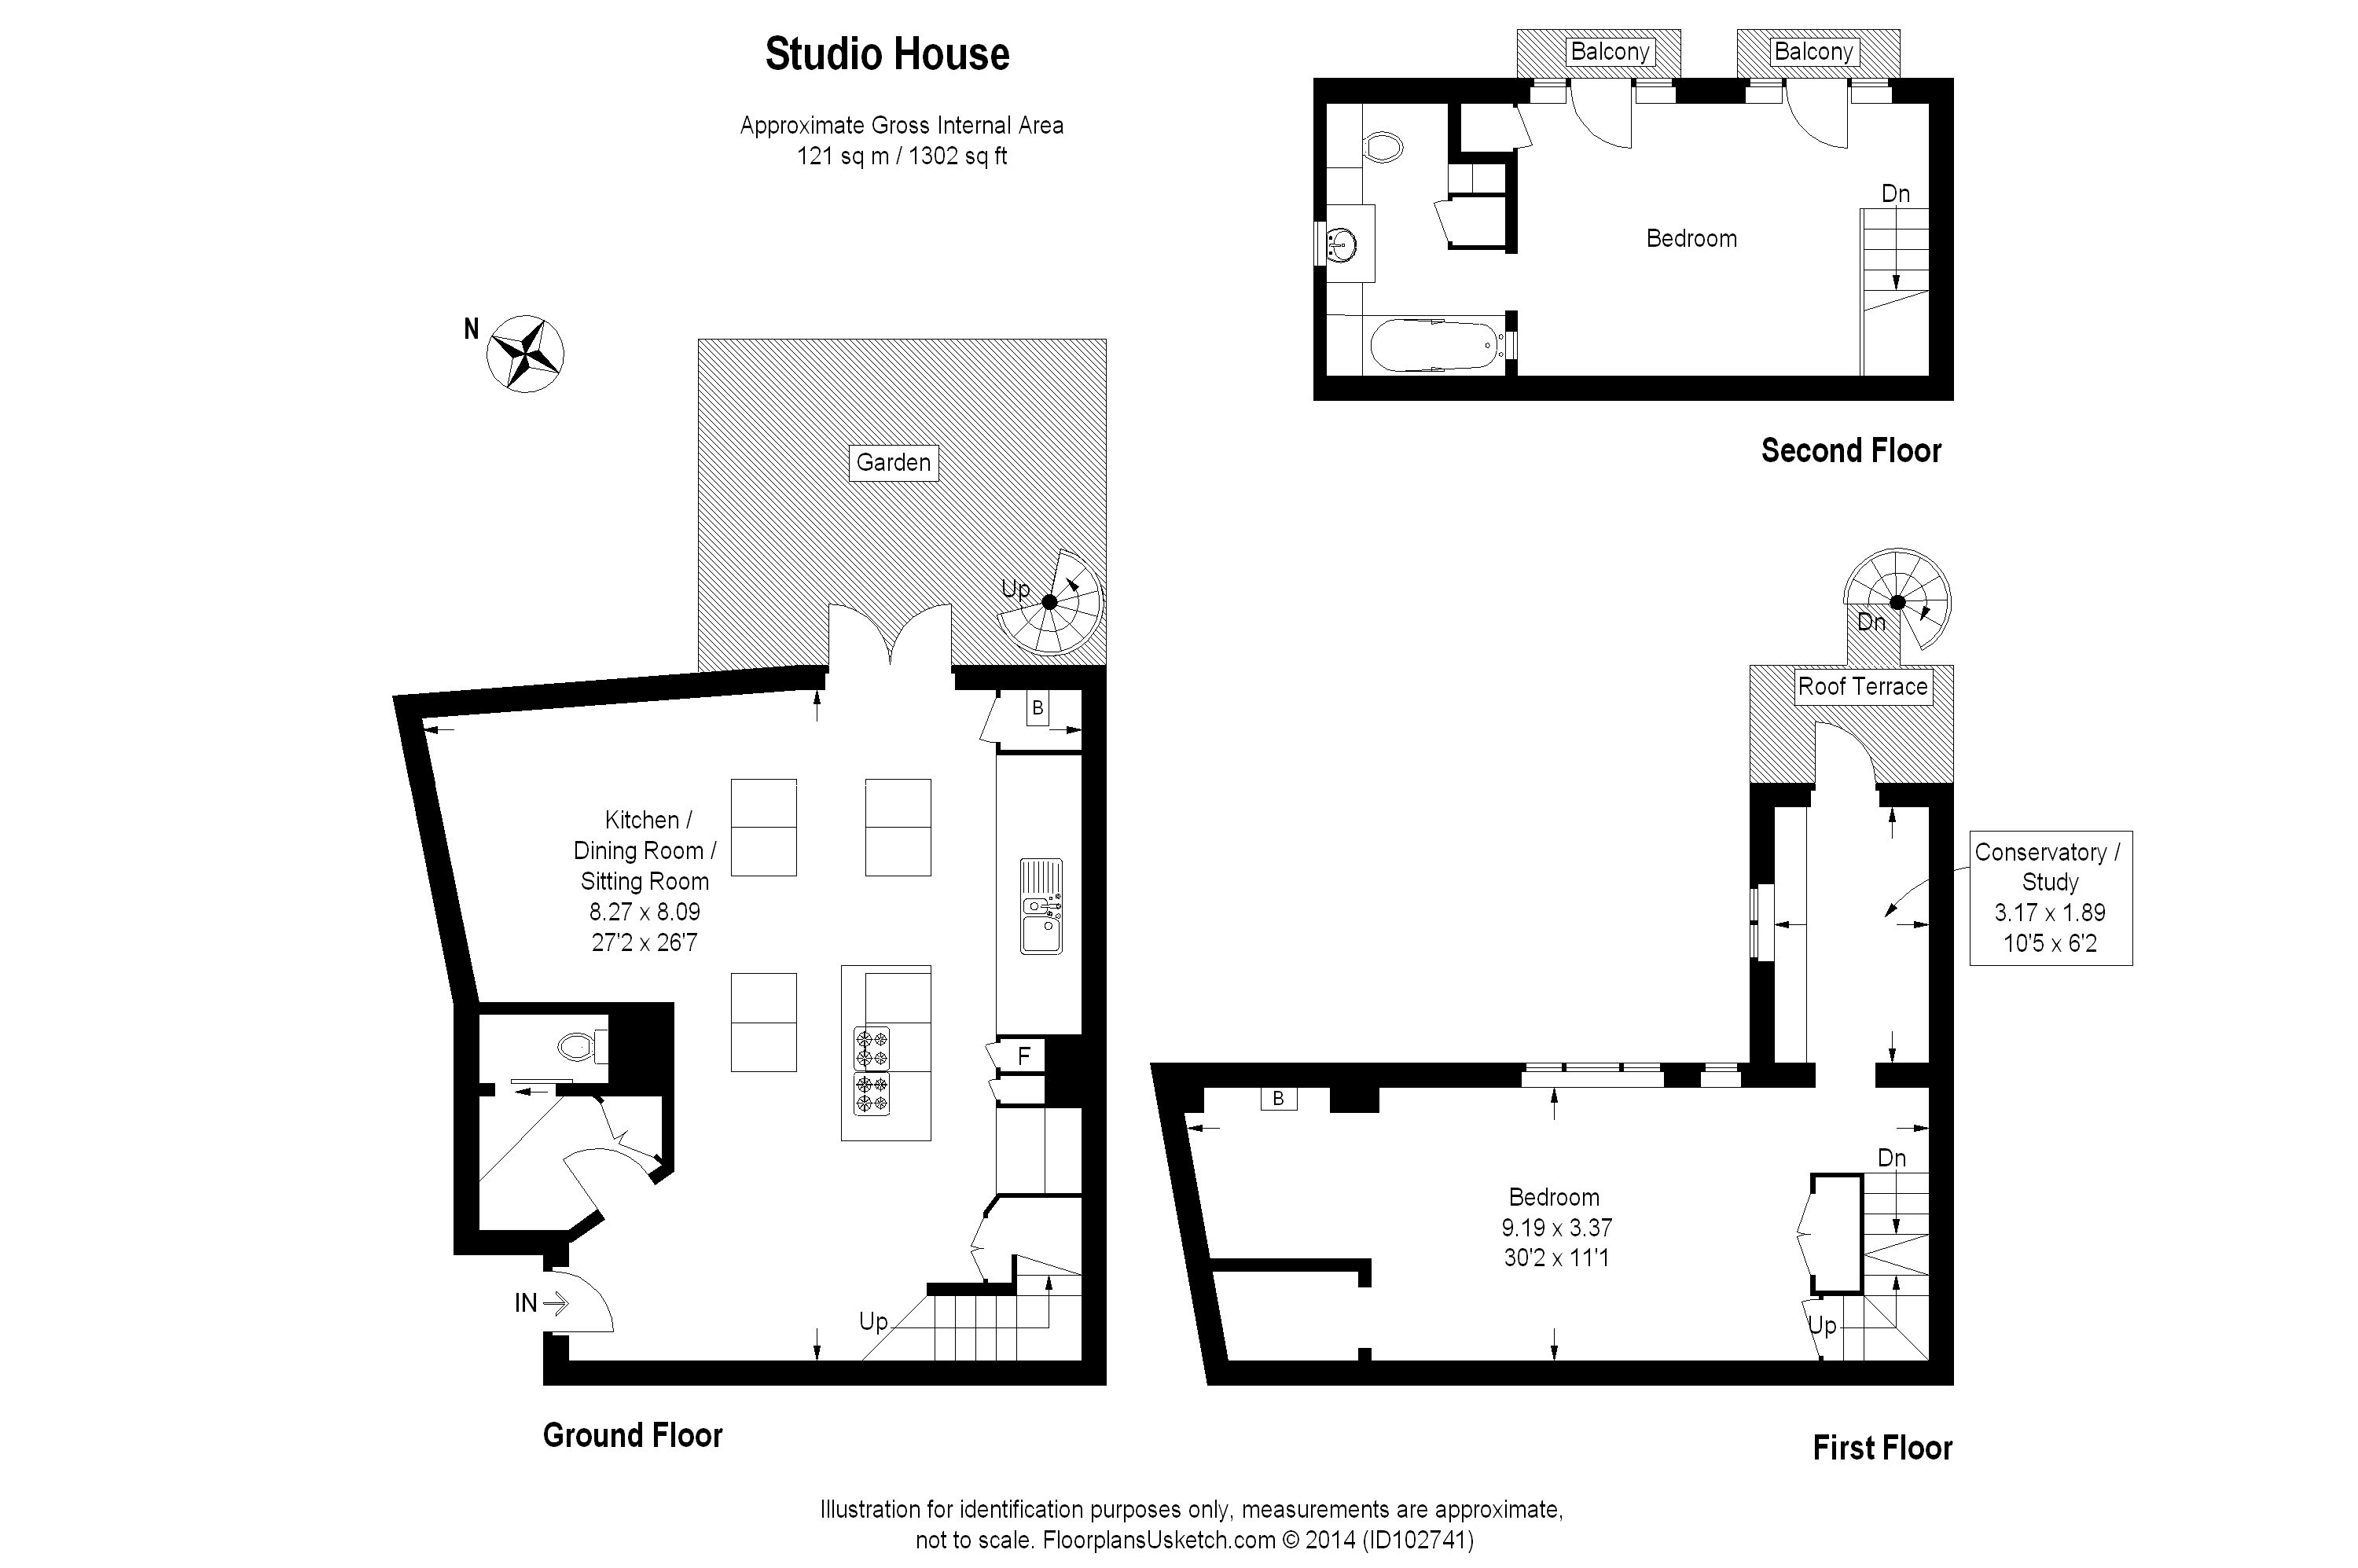 Studio House
Approximate Gross Internal Area
121 sq m / 1302 sq ft
Balcony
Balcony
Dn
Bedroom
Second Floor
N
Garden
Up
B
Kitchen /
Dining Room /
Sitting Room
8.27 x 8.09
27'2 x 26'7
F
IN
Up
Ground Floor
Dn
Roof Terrace
Conservatory /
Study
3.17 x 1.89
10'5 x 6'2
B
Dn
Bedroom
9.19 x 3.37
30'2 x 11'1
Up
First Floor
Illustration for identification purposes only, measurements are approximate,
not to scale. FloorplansUsketch.com © 2014 (ID102741)